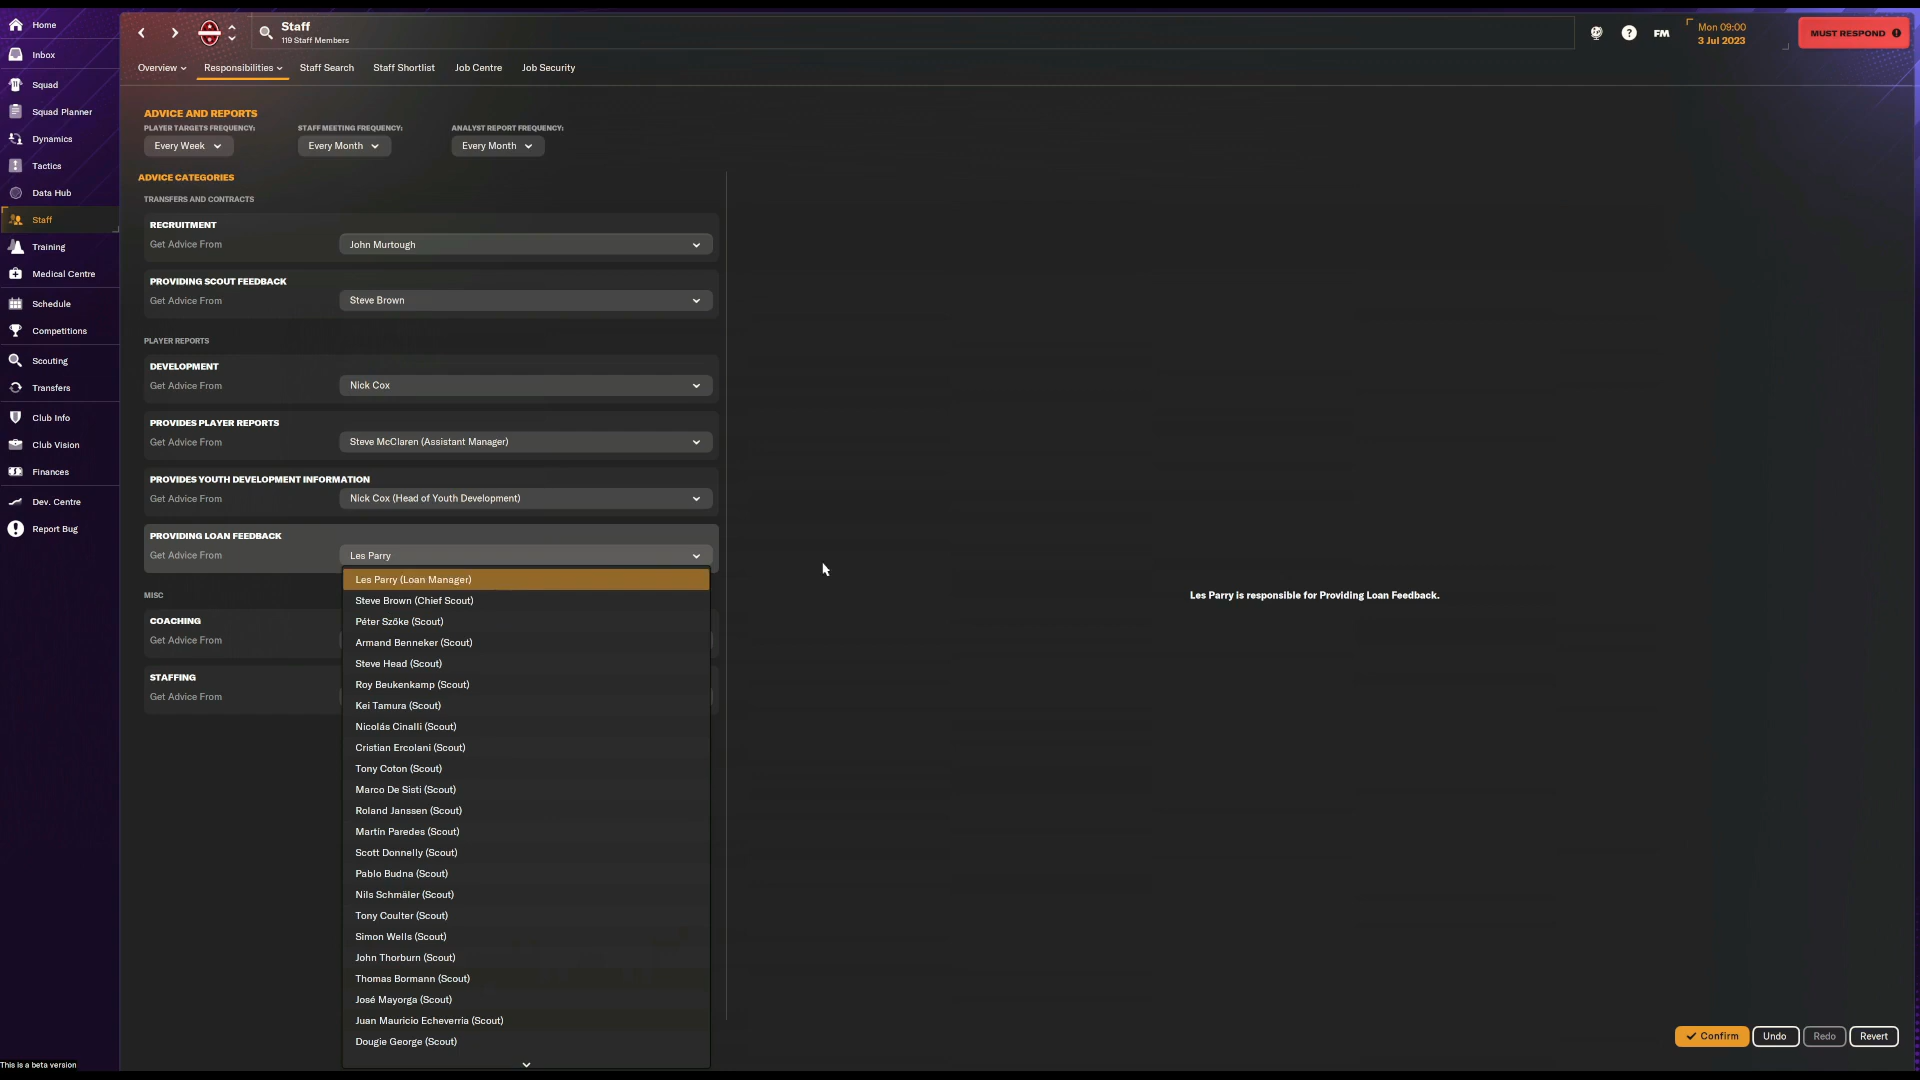 Home
Inbox
Squad
Squad Planner
Dynamics
Tactics
Data Hub
Staff
Training
Medical Centre
Schedule
Competitions
Scouting
Transfers
Club Info
Club Vision
Finances
Dev. Centre
Report Bug
This is a beta version
Staff
119 Staff Members
FM
Mon 09:00
3 Jul 2023
MUST RESPOND
Overview
Responsibilities
Staff Search
Staff Shortlist
Job Centre
Job Security
ADVICE AND REPORTS
PLAYER TARGETS FREQUENCY:
Every Week
STAFF MEETING FREQUENCY:
Every Month
ANALYST REPORT FREQUENCY:
Every Month
ADVICE CATEGORIES
TRANSFERS AND CONTRACTS
RECRUITMENT
Get Advice From
John Murtough
PROVIDING SCOUT FEEDBACK
Get Advice From
Steve Brown
PLAYER REPORTS
DEVELOPMENT
Get Advice From
Nick Cox
PROVIDES PLAYER REPORTS
Get Advice From
Steve McClaren (Assistant Manager)
PROVIDES YOUTH DEVELOPMENT INFORMATION
Get Advice From
Nick Cox (Head of Youth Development)
PROVIDING LOAN FEEDBACK
Get Advice From
Les Parry
Les Parry (Loan Manager)
Steve Brown (Chief Scout)
Péter Szőke (Scout)
Armand Benneker (Scout)
Steve Head (Scout)
Roy Beukenkamp (Scout)
Kei Tamura (Scout)
Nicolás Cinalli (Scout)
Cristian Ercolani (Scout)
Tony Coton (Scout)
Marco De Sisti (Scout)
Roland Janssen (Scout)
Martín Paredes (Scout)
Scott Donnelly (Scout)
Pablo Budna (Scout)
Nils Schmäler (Scout)
Tony Coulter (Scout)
Simon Wells (Scout)
John Thorburn (Scout)
Thomas Bormann (Scout)
José Mayorga (Scout)
Juan Mauricio Echeverria (Scout)
Dougie George (Scout)
MISC
COACHING
Get Advice From
STAFFING
Get Advice From
Les Parry is responsible for Providing Loan Feedback.
Confirm
Undo
Redo
Revert